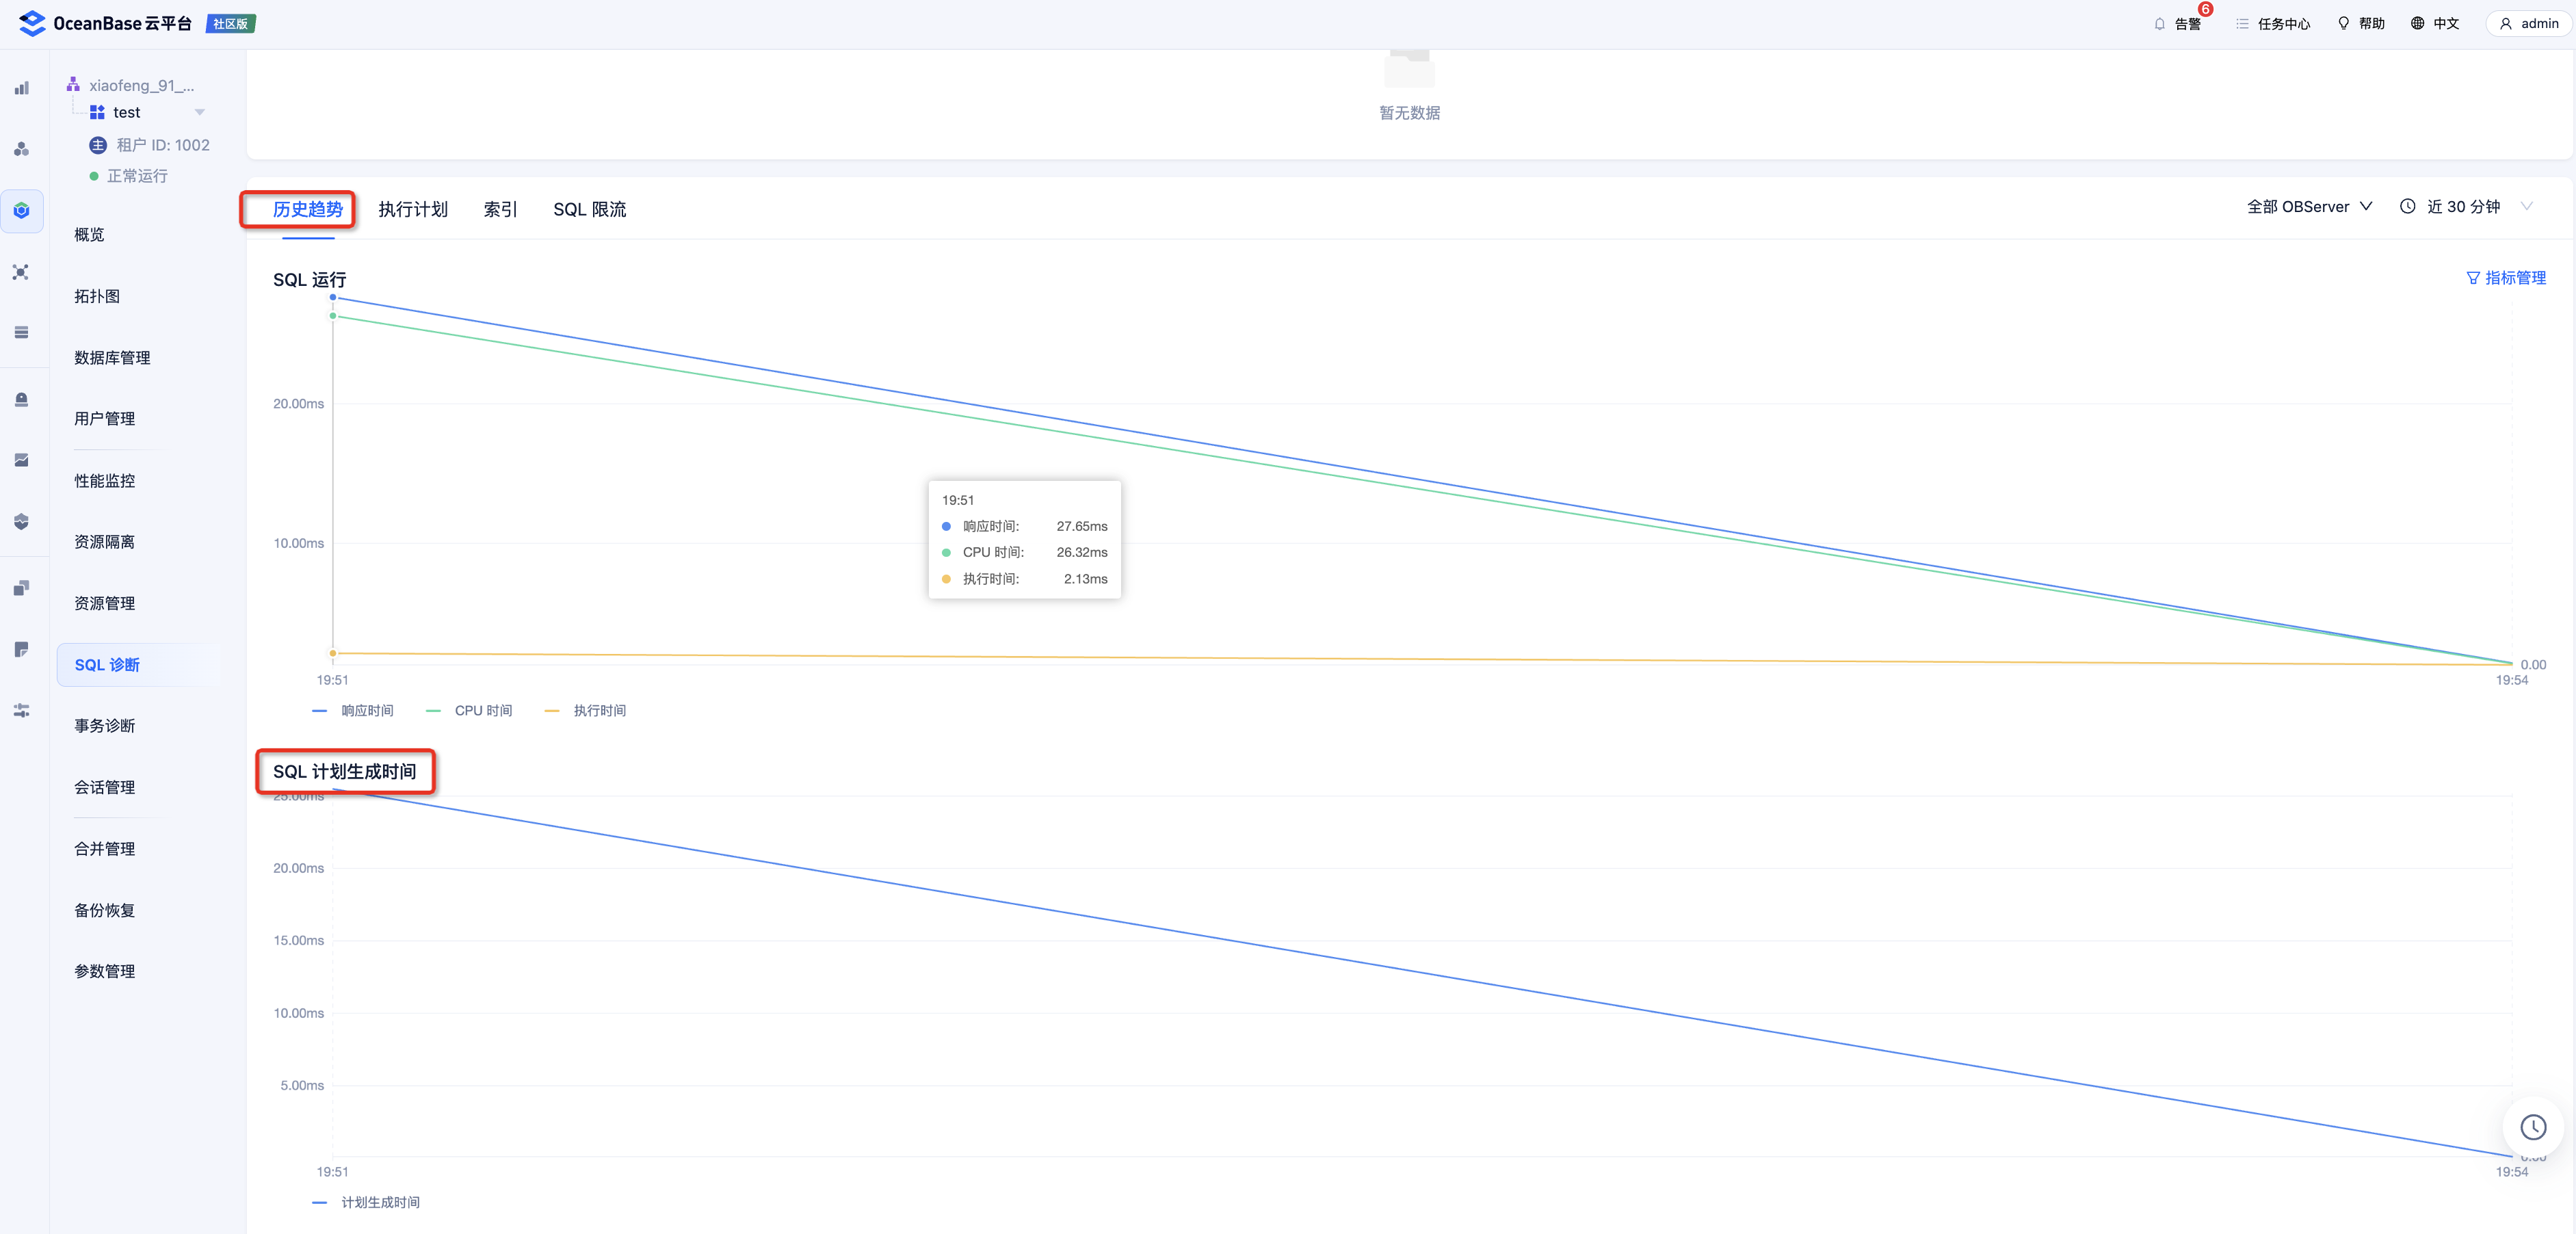 OceanBase 云平台 社区版
告警 6 任务中心 帮助 中文 admin
xiaofeng_91_...
test
主 租户 ID: 1002
正常运行
概览
拓扑图
数据库管理
用户管理
性能监控
资源隔离
资源管理
SQL 诊断
事务诊断
会话管理
合并管理
备份恢复
参数管理
暂无数据
历史趋势 执行计划 索引 SQL 限流 全部 OBServer 近 30 分钟
SQL 运行 指标管理
20.00ms
10.00ms
19:51
响应时间: 27.65ms
CPU 时间: 26.32ms
执行时间: 2.13ms
0.00
19:51 19:54
响应时间 CPU 时间 执行时间
SQL 计划生成时间
25.00ms
20.00ms
15.00ms
10.00ms
5.00ms
0.00
19:51 19:54
计划生成时间